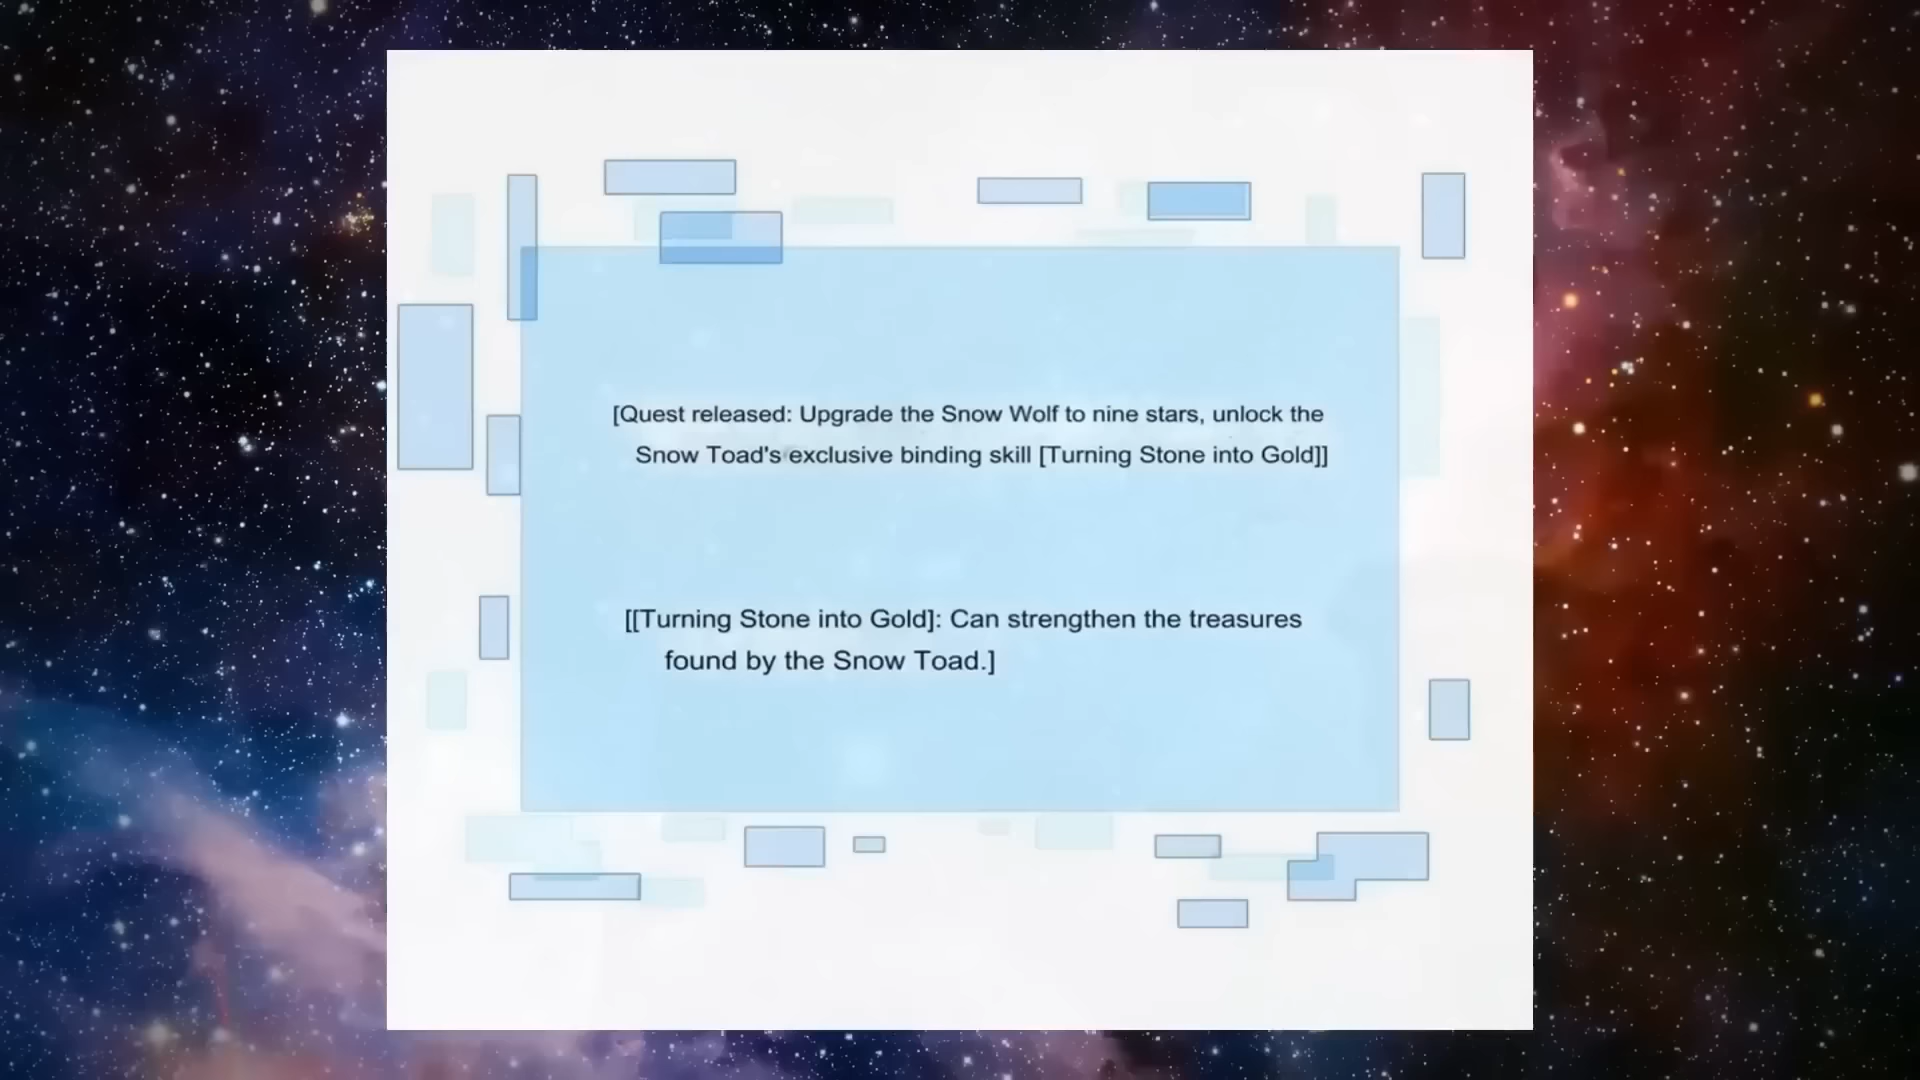 [Quest released: Upgrade the Snow Wolf to nine stars, unlock the
Snow Toad's exclusive binding skill [Turning Stone into Gold]]
[[Turning Stone into Gold]: Can strengthen the treasures
found by the Snow Toad.]